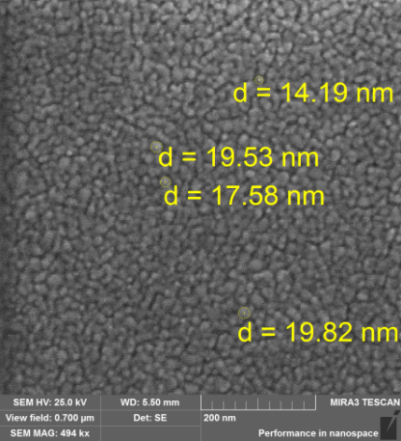 d = 14.19 nm
d = 19.53 nm
d = 17.58 nm
d = 19.82 nm
SEM HV: 25.0 kV WD: 5.50 mm MIRA3 TESCAN
View field: 0.700 µm Det: SE 200 nm
SEM MAG: 494 kx Performance in nanospace